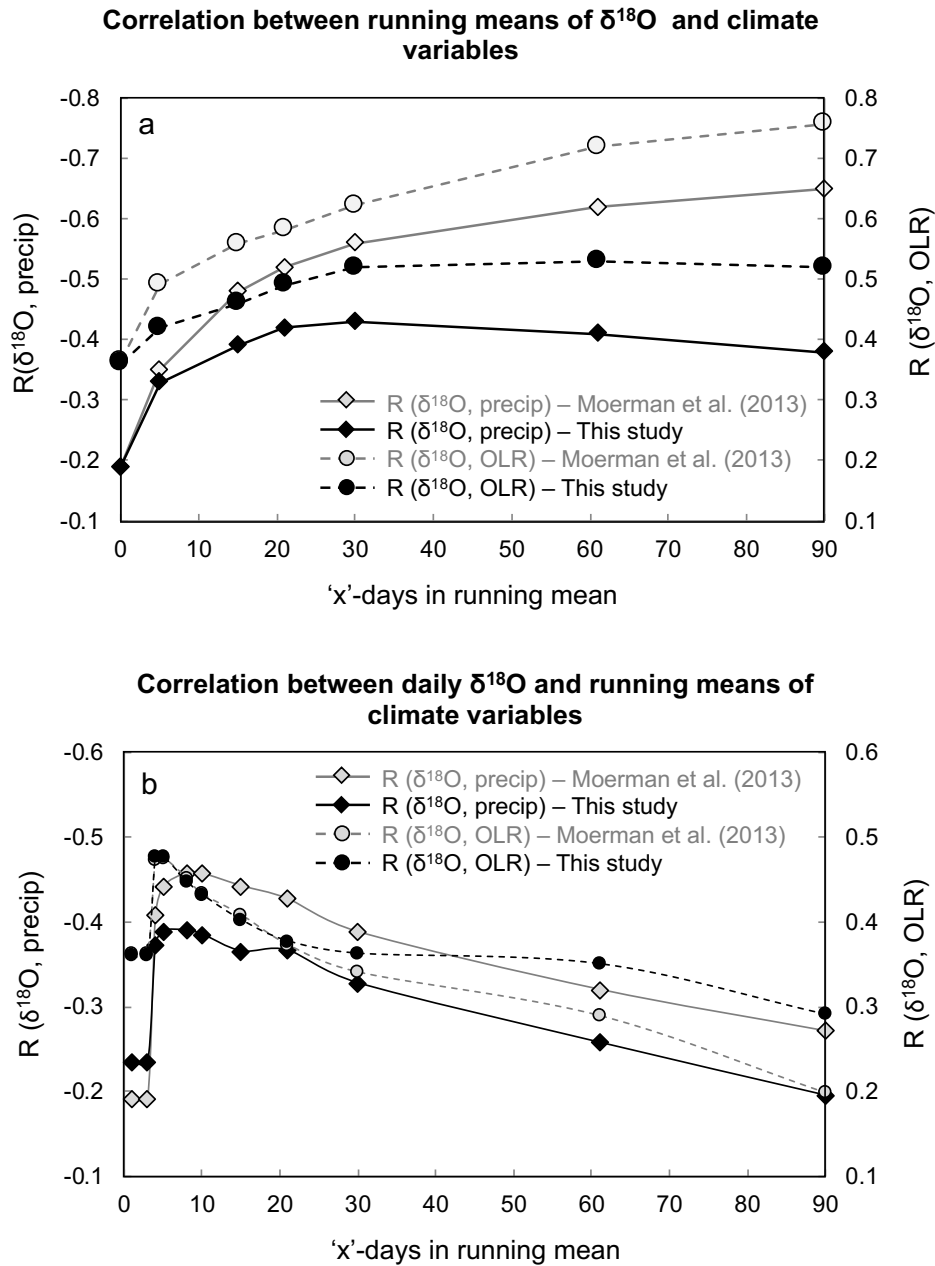 Correlation between running means of δ¹⁸O and climate
variables
a
-0.8
-0.7
-0.6
-0.5
-0.4
-0.3
-0.2
-0.1
R(δ¹⁸O, precip)
0.8
0.7
0.6
0.5
0.4
0.3
0.2
0.1
R (δ¹⁸O, OLR)
R (δ¹⁸O, precip) – Moerman et al. (2013)
R (δ¹⁸O, precip) – This study
R (δ¹⁸O, OLR) – Moerman et al. (2013)
R (δ¹⁸O, OLR) – This study
0 10 20 30 40 50 60 70 80 90
‘x’-days in running mean
Correlation between daily δ¹⁸O and running means of
climate variables
b
-0.6
-0.5
-0.4
-0.3
-0.2
-0.1
R (δ¹⁸O, precip)
0.6
0.5
0.4
0.3
0.2
0.1
R (δ¹⁸O, OLR)
R (δ¹⁸O, precip) – Moerman et al. (2013)
R (δ¹⁸O, precip) – This study
R (δ¹⁸O, OLR) – Moerman et al. (2013)
R (δ¹⁸O, OLR) – This study
0 10 20 30 40 50 60 70 80 90
‘x’-days in running mean